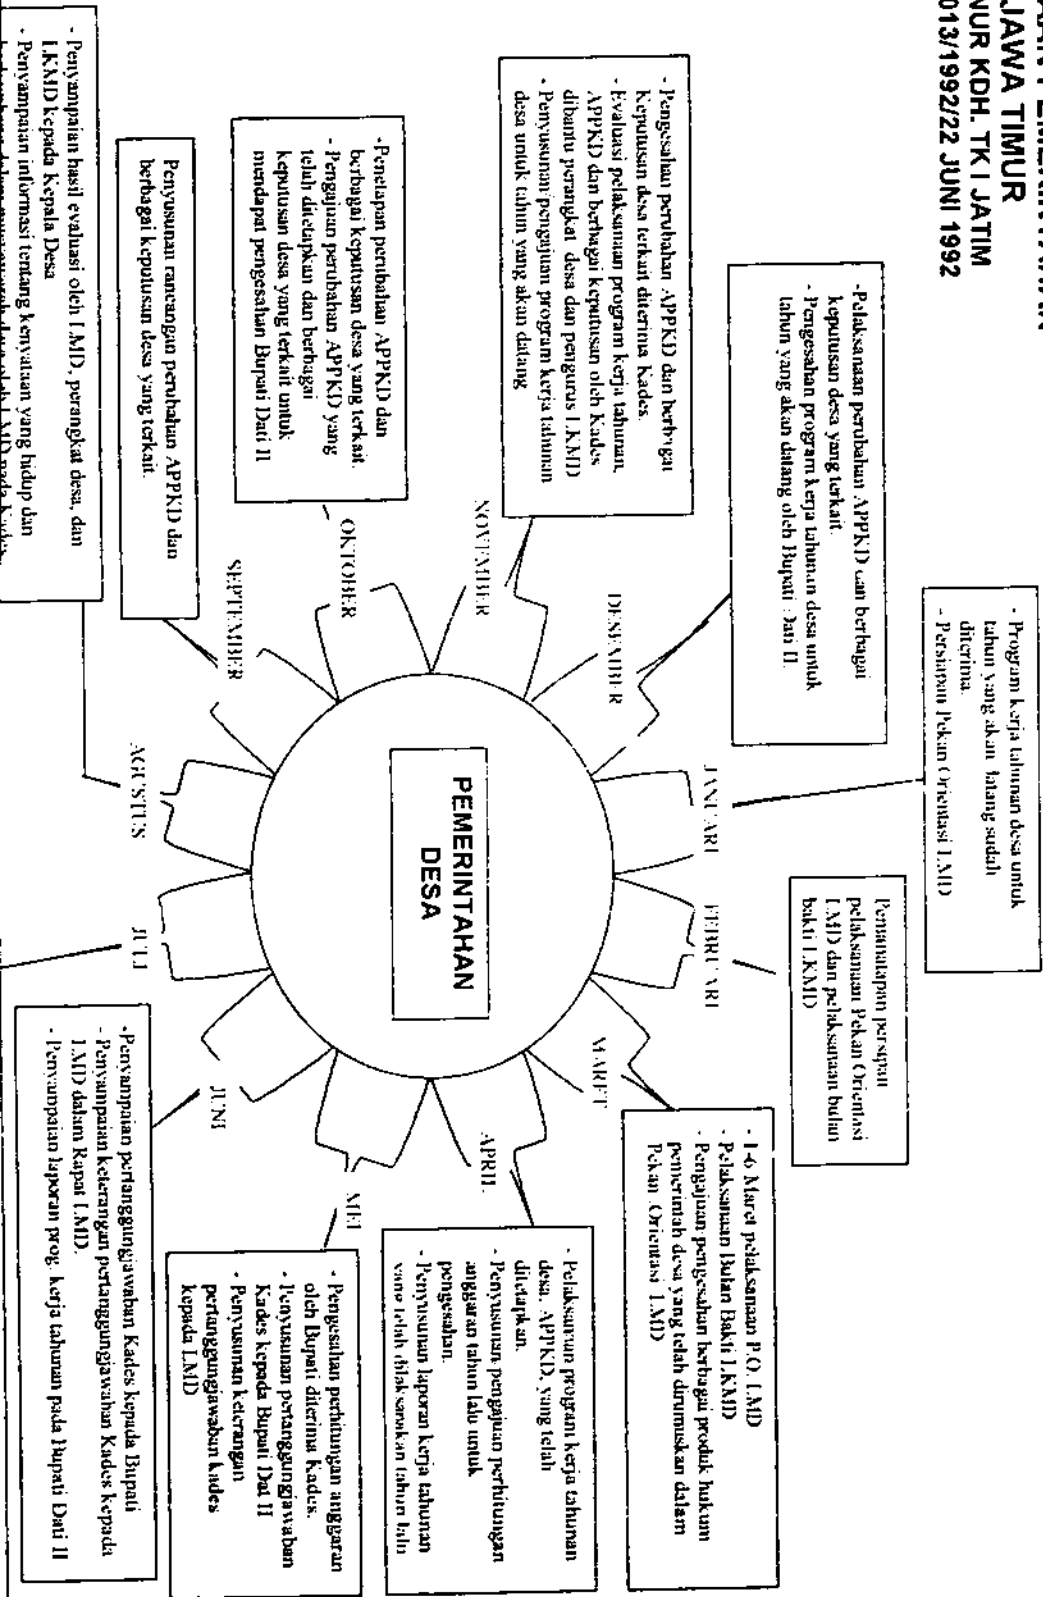 JAWA TIMUR
NUR KDH. TK I JATIM
013/1992/22 JUNI 1992
- Program kerja tahunan desa untuk
tahun yang akan datang sudah
diterima.
- Persiapan Pekan Orientasi LMD
JANUARI
Pemantapan persipan
pelaksanaan Pekan Orientasi
LMD dan pelaksanaan bulan
bakti LKMD
FEBRUARI
- 1-6 Maret pelaksanaan P.O. LMD
- Pelaksanaan Bulan Bakti LKMD
- Pengajuan pengesahan berbagai produk hukum
pemerintah desa yang telah dirumuskan dalam
Pekan Orientasi LMD
MARET
- Pelaksanaan program kerja tahunan
desa, APPKD, yang telah
ditetapkan.
- Penyusunan pengajuan perhitungan
anggaran tahun lalu untuk
pengesahan.
- Penyusunan laporan kerja tahunan
yang telah dilaksanakan tahun lalu
APRIL
- Pengesahan perhitungan anggaran
oleh Bupati diterima Kades.
- Penyusunan pertanggungjawaban
Kades kepada Bupati Dat II
- Penyusunan keterangan
pertanggungjawaban kades
kepada LMD
MEI
- Penyampaian pertanggungjawaban Kades kepada Bupati
- Penyampaian keterangan pertanggungjawaban Kades kepada
LMD dalam Rapat LMD.
- Penyampaian laporan prog. kerja tahunan pada Bupati Dati II
JUNI
JULI
- Penyampaian hasil evaluasi oleh LMD, perangkat desa, dan
LKMD kepada Kepala Desa
- Penyampaian informasi tentang kenyataan yang hidup dan
AGUSTUS
Penyusunan rancangan perubahan APPKD dan
berbagai keputusan desa yang terkait.
SEPTEMBER
-Penetapan perubahan APPKD dan
berbagai keputusan desa yang terkait.
- Pengajuan perubahan APPKD yang
telah ditetapkan dan berbagai
keputusan desa yang terkait untuk
mendapat pengesahan Bupati Dati II
OKTOBER
- Pengesahan perubahan APPKD dan berbagai
Keputusan desa terkait diterima Kades.
- Evaluasi pelaksanaan program kerja tahunan,
APPKD dan berbagai keputusan oleh Kades
dibantu perangkat desa dan pengurus LKMD
- Penyusunan/pengajuan program kerja tahunan
desa untuk tahun yang akan datang
NOVEMBER
-Pelaksanaan perubahan APPKD dan berbagai
keputusan desa yang terkait.
- Pengesahan program kerja tahunan desa untuk
tahun yang akan datang oleh Bupati Dati II.
DESEMBER
PEMERINTAHAN
DESA